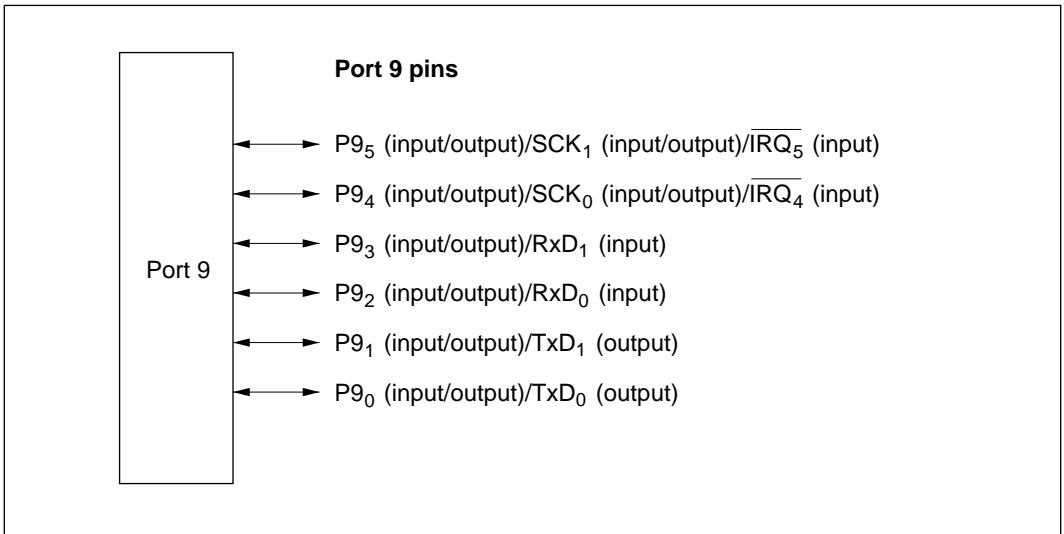 Port 9 pins
P9₅ (input/output)/SCK₁ (input/output)/I̅R̅Q̅₅ (input)
P9₄ (input/output)/SCK₀ (input/output)/I̅R̅Q̅₄ (input)
P9₃ (input/output)/RxD₁ (input)
Port 9
P9₂ (input/output)/RxD₀ (input)
P9₁ (input/output)/TxD₁ (output)
P9₀ (input/output)/TxD₀ (output)